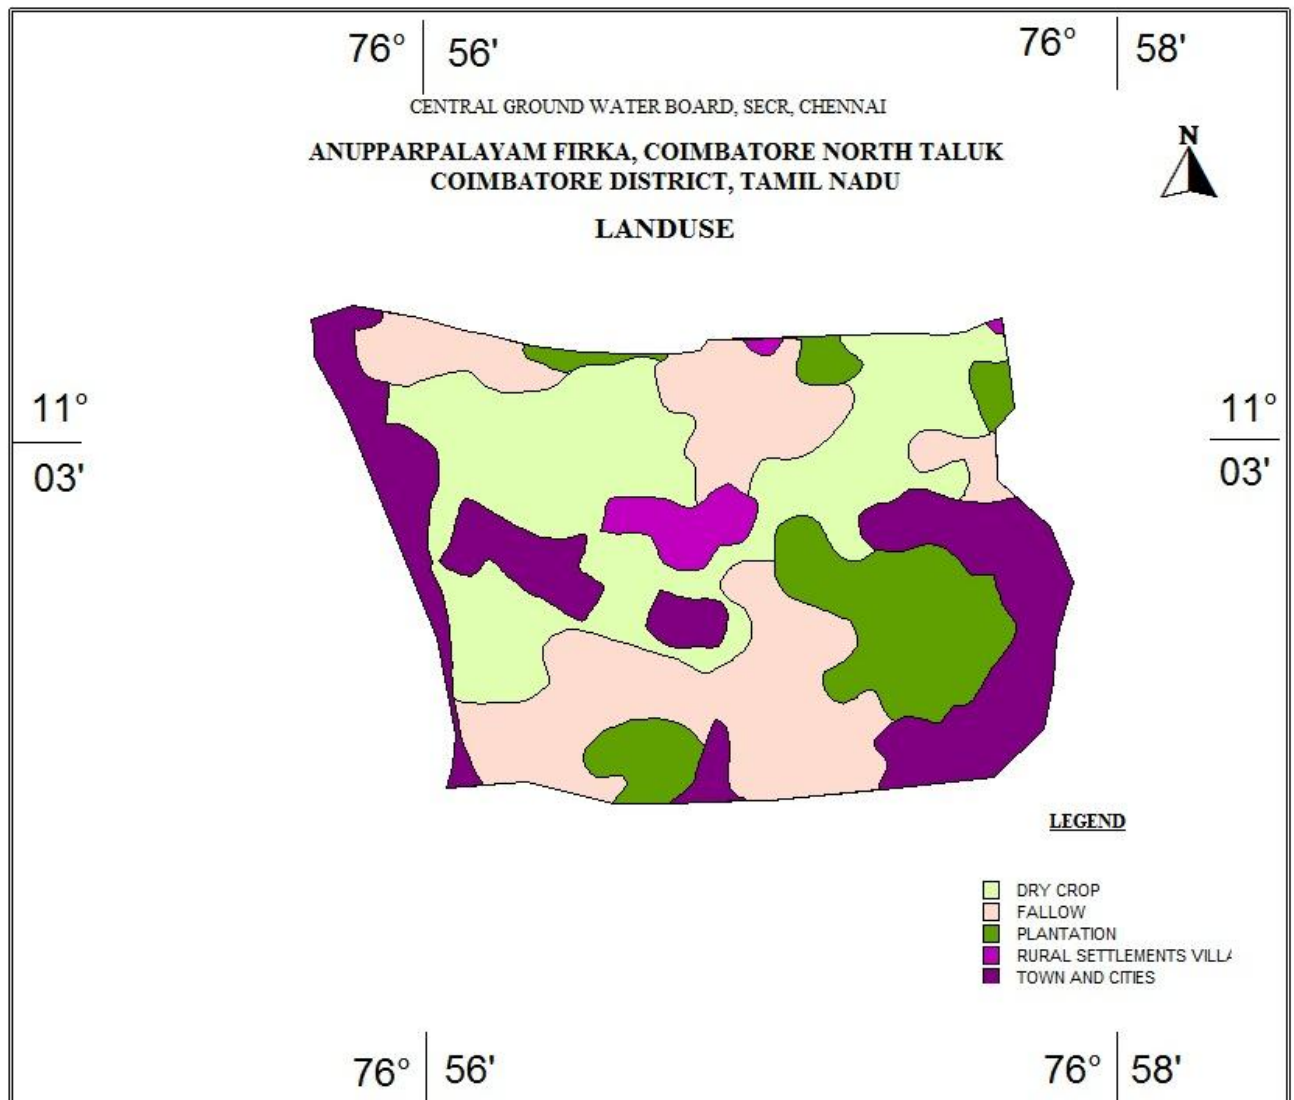 76° 56' 76° 58'
CENTRAL GROUND WATER BOARD, SECR, CHENNAI
ANUPPARPALAYAM FIRKA, COIMBATORE NORTH TALUK
COIMBATORE DISTRICT, TAMIL NADU
N
LANDUSE
11° 11°
03' 03'
LEGEND
DRY CROP
FALLOW
PLANTATION
RURAL SETTLEMENTS VILLA
TOWN AND CITIES
76° 56' 76° 58'